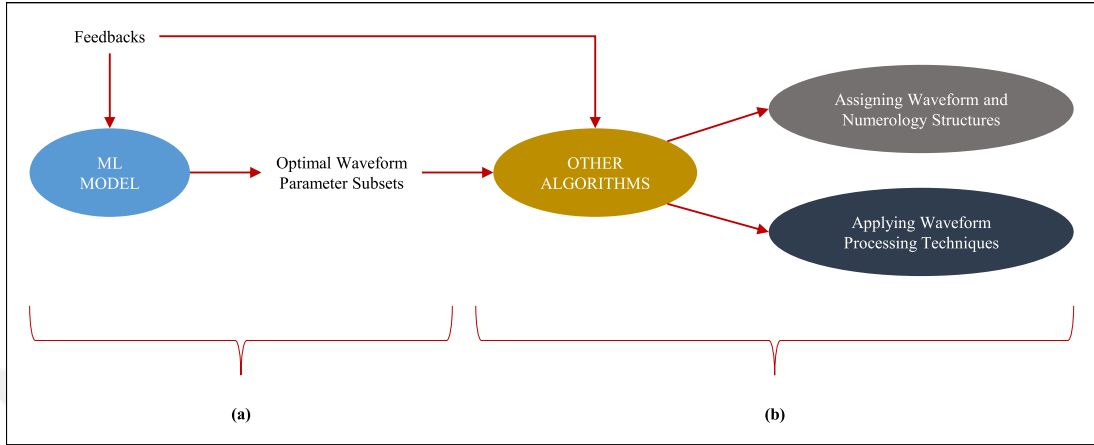 Feedbacks
ML
MODEL
Optimal Waveform
Parameter Subsets
OTHER
ALGORITHMS
Assigning Waveform and
Numerology Structures
Applying Waveform
Processing Techniques
(a)
(b)